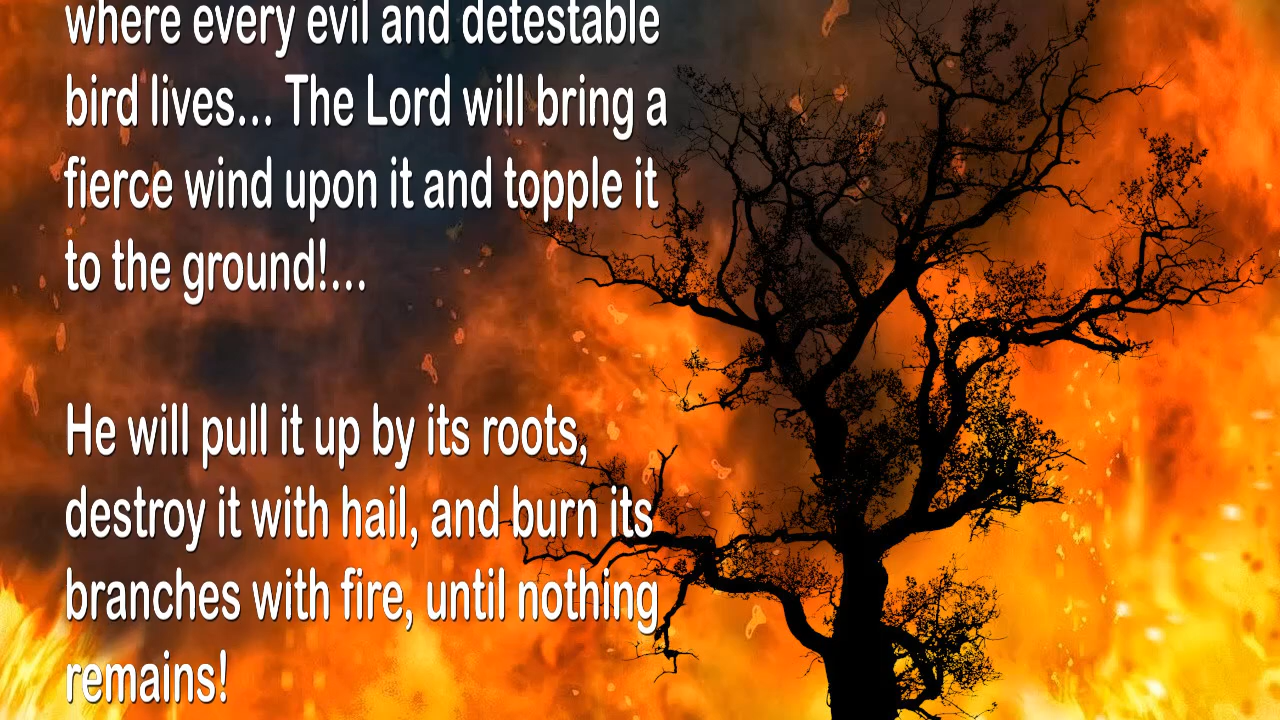 where every evil and detestable
bird lives... The Lord will bring a
fierce wind upon it and topple it
to the ground!...
He will pull it up by its roots,
destroy it with hail, and burn its
branches with fire, until nothing
remains!